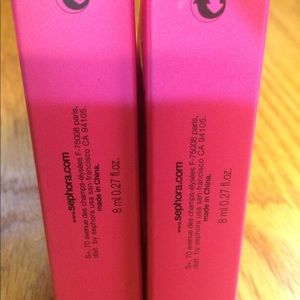 www.sephora.com
S+, 70 avenue des champs-élysées F-75008 paris,
dist. by sephora usa san-francisco CA 94105.
made in China.
8 ml 0.27 fl.oz.
www.sephora.com
S+, 70 avenue des champs-élysées F-75008 paris,
dist. by sephora usa san-francisco CA 94105.
made in China.
8 ml 0.27 fl.oz.